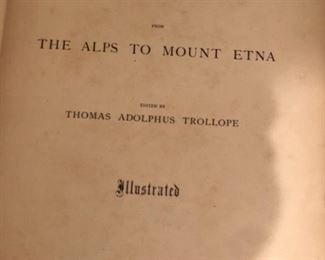 FROM
THE ALPS TO MOUNT ETNA
EDITED BY
THOMAS ADOLPHUS TROLLOPE
Illustrated